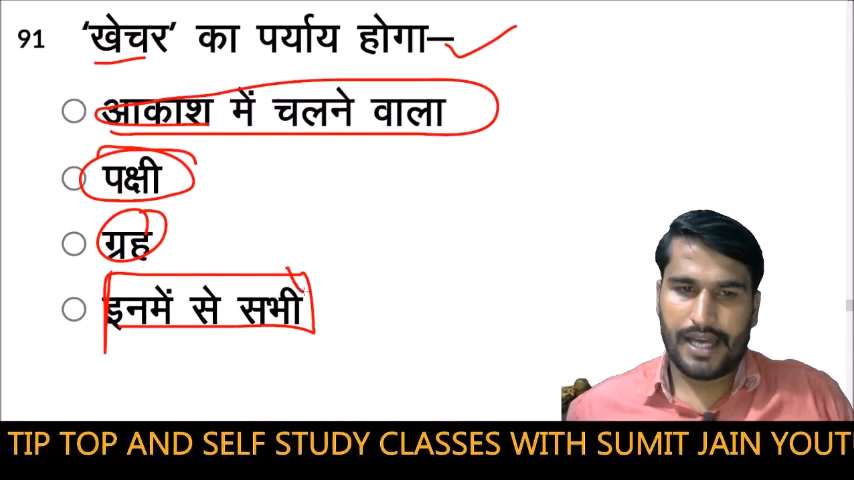 91 ‘खेचर’ का पर्याय होगा–
आकाश में चलने वाला
पक्षी
ग्रह
इनमें से सभी
TIP TOP AND SELF STUDY CLASSES WITH SUMIT JAIN YOUT